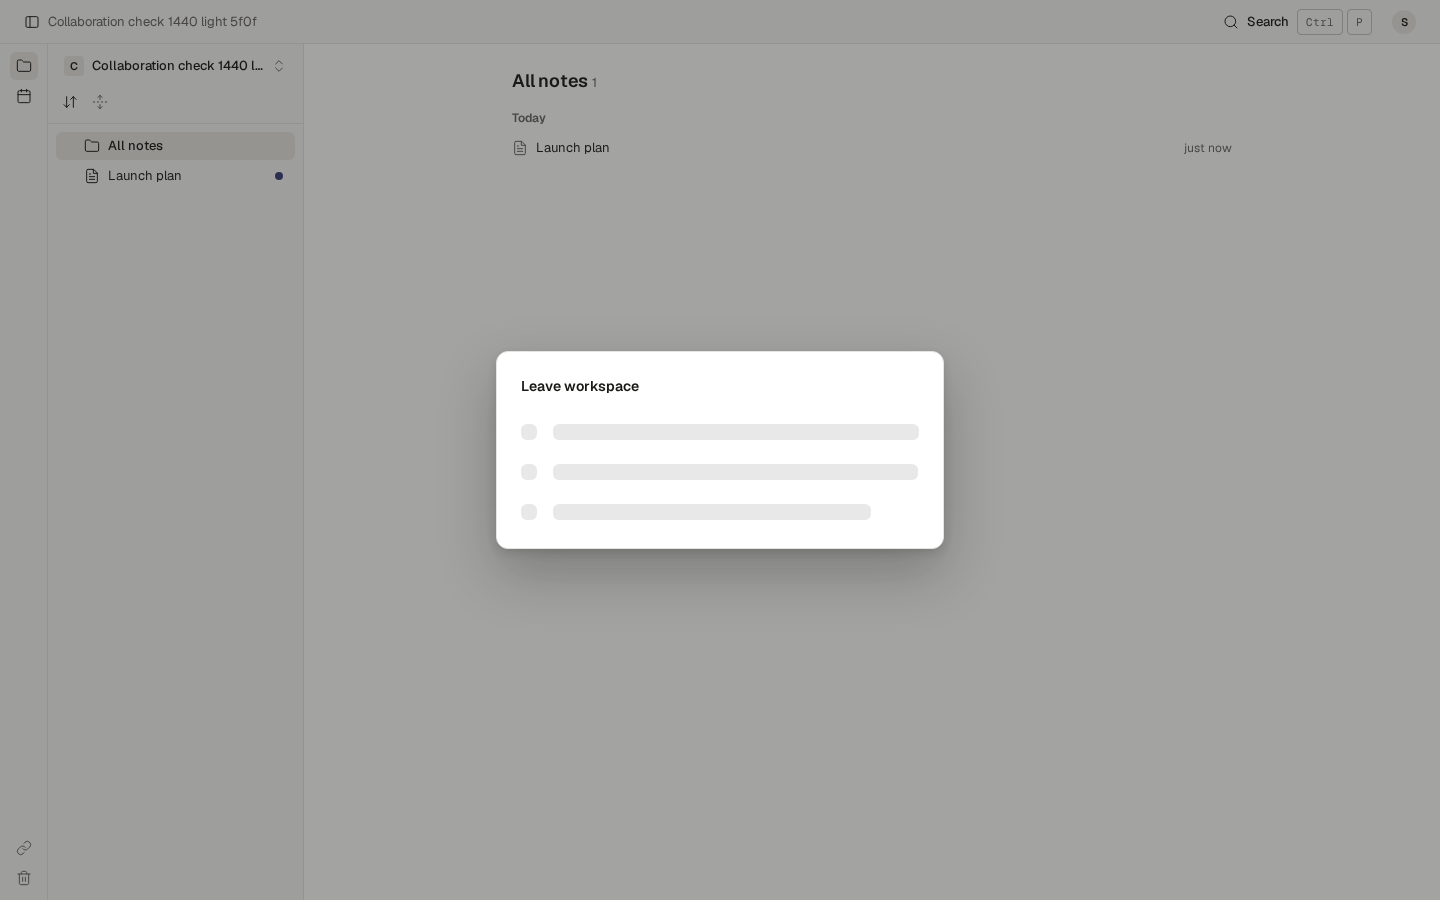 Collaboration check 1440 light 5f0f
Search Ctrl P S
C Collaboration check 1440 l...
All notes
Launch plan
All notes 1
Today
Launch plan just now
Leave workspace